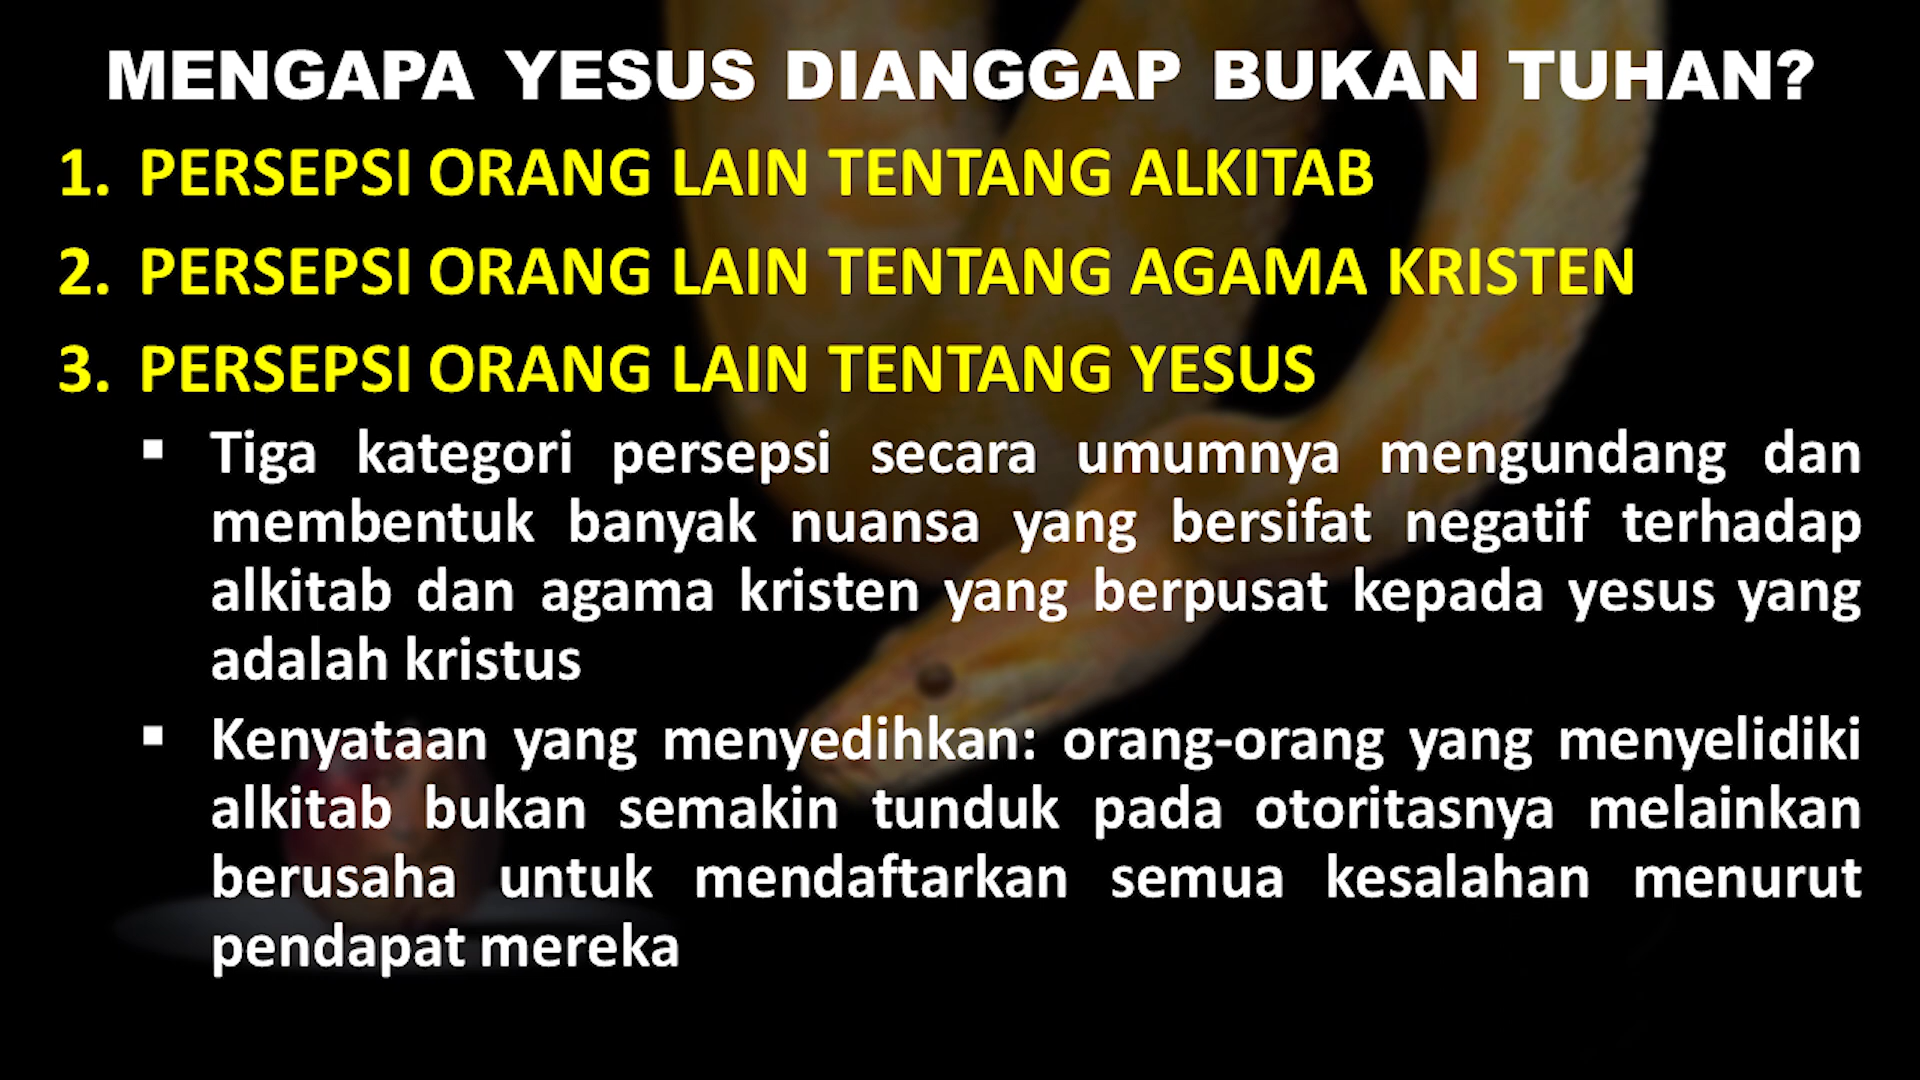 MENGAPA YESUS DIANGGAP BUKAN TUHAN?
1. PERSEPSI ORANG LAIN TENTANG ALKITAB
2. PERSEPSI ORANG LAIN TENTANG AGAMA KRISTEN
3. PERSEPSI ORANG LAIN TENTANG YESUS
▪ Tiga kategori persepsi secara umumnya mengundang dan
membentuk banyak nuansa yang bersifat negatif terhadap
alkitab dan agama kristen yang berpusat kepada yesus yang
adalah kristus
▪ Kenyataan yang menyedihkan: orang-orang yang menyelidiki
alkitab bukan semakin tunduk pada otoritasnya melainkan
berusaha untuk mendaftarkan semua kesalahan menurut
pendapat mereka